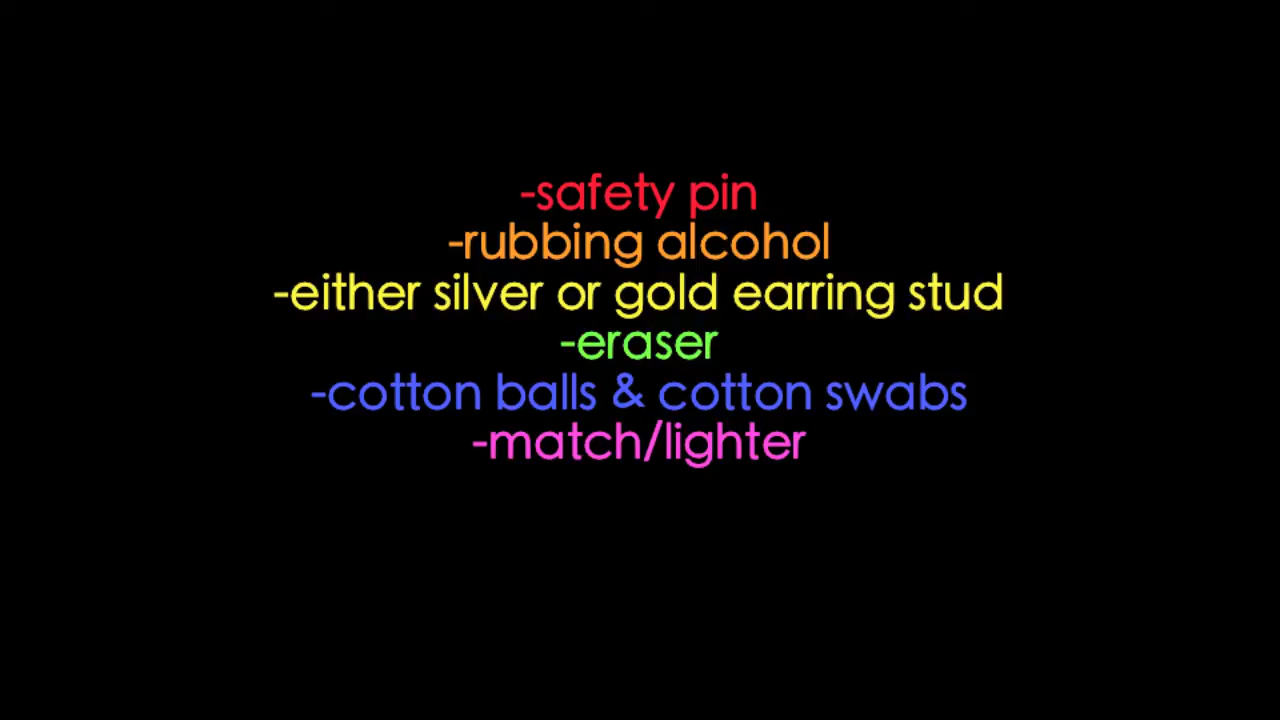 -safety pin
-rubbing alcohol
-either silver or gold earring stud
-eraser
-cotton balls & cotton swabs
-match/lighter